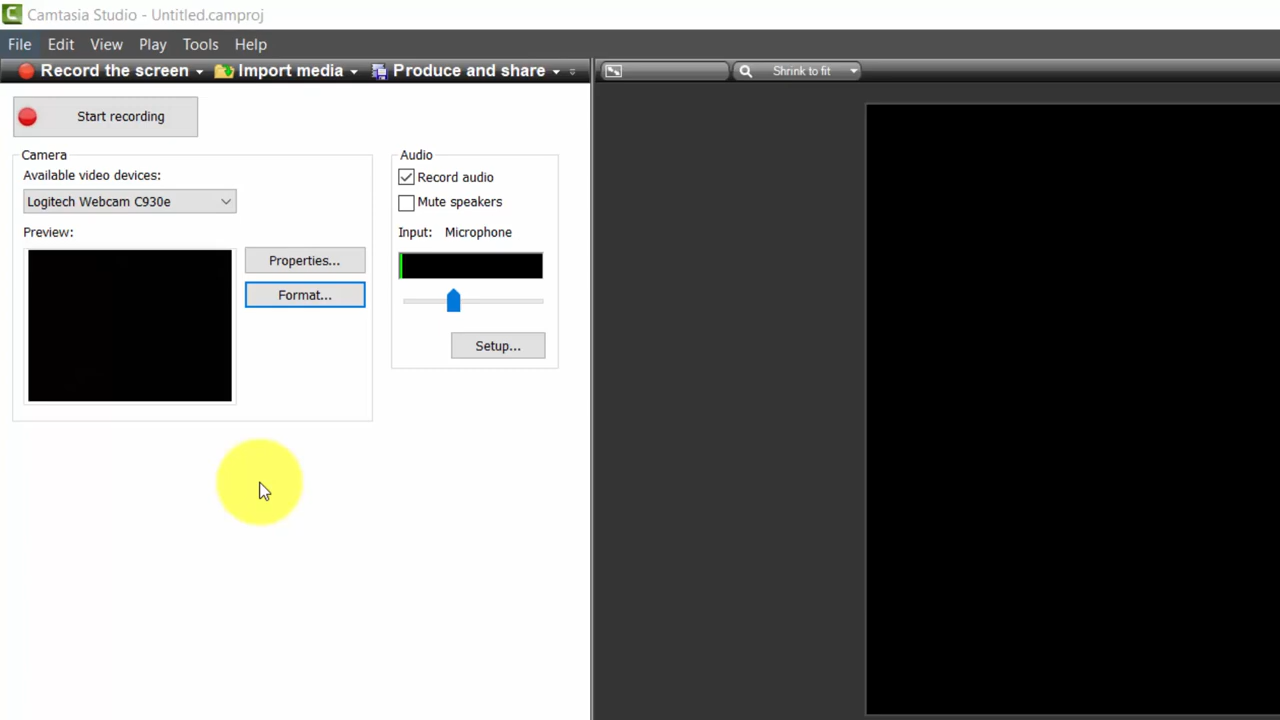 Camtasia Studio - Untitled.camproj
File Edit View Play Tools Help
Record the screen Import media Produce and share Shrink to fit
Start recording
Camera
Available video devices:
Logitech Webcam C930e
Preview:
Properties...
Format...
Audio
Record audio
Mute speakers
Input: Microphone
Setup...